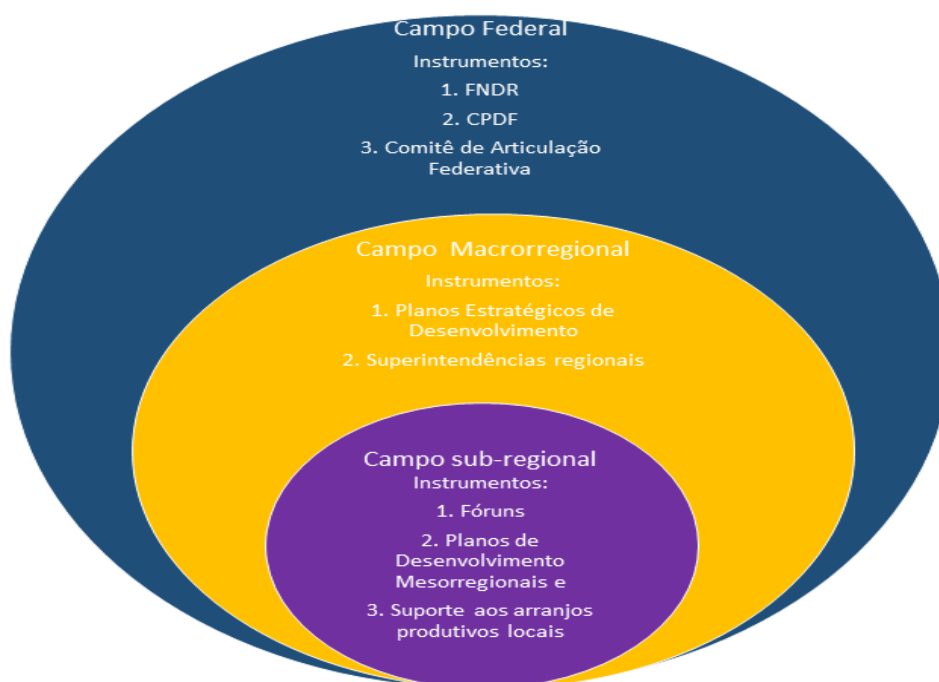 Campo Federal
Instrumentos:
1. FNDR
2. CPDF
3. Comitê de Articulação
Federativa
Campo Macrorregional
Instrumentos:
1. Planos Estratégicos de
Desenvolvimento
2. Superintendências regionais
Campo sub-regional
Instrumentos:
1. Fóruns
2. Planos de
Desenvolvimento
Mesorregionais e
3. Suporte aos arranjos
produtivos locais